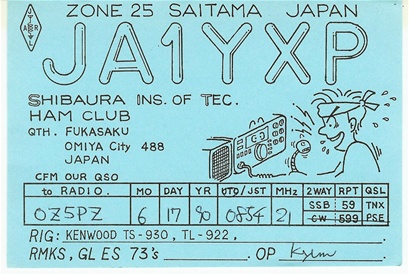 ZONE 25 SAITAMA JAPAN
JARL
JA1YXP
SHIBAURA INS. OF TEC.
HAM CLUB
QTH. FUKASAKU
OMIYA City 488
JAPAN
CFM OUR QSO
to RADIO. MO DAY YR UTC/JST MHz 2WAY RPT QSL
OZ5PZ 6 17 90 0854 21 SSB 59 TNX
CW 599 PSE
RIG: KENWOOD TS-930, TL-922,
RMKS, GL ES 73's. OP